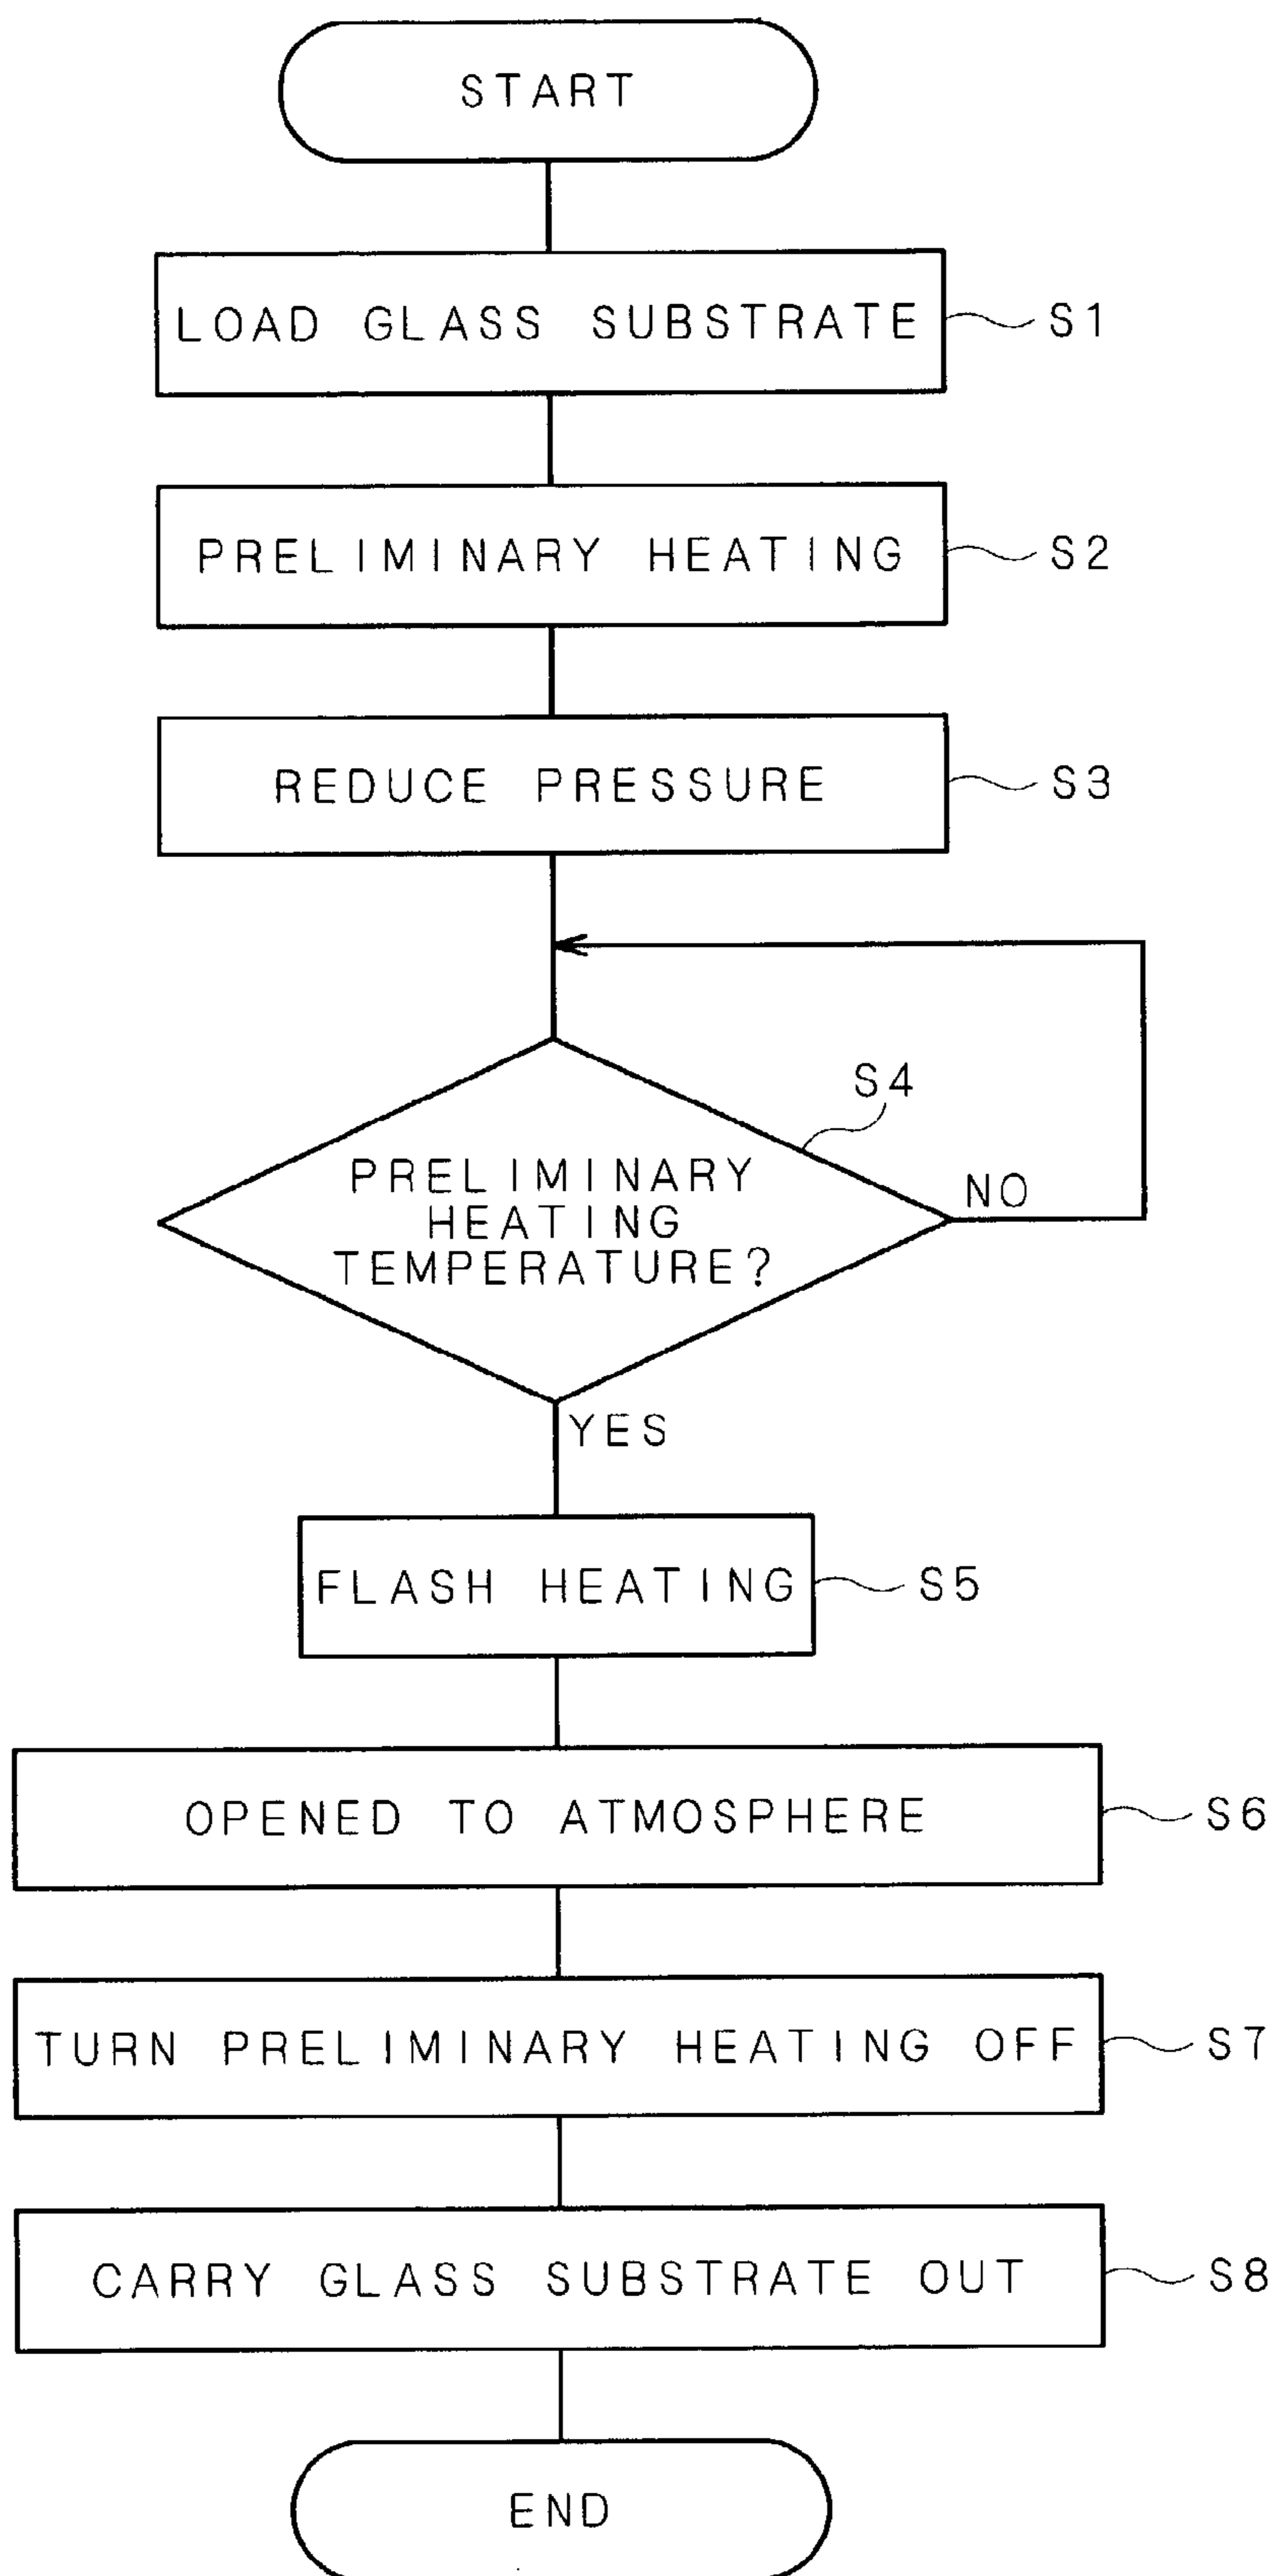 START
LOAD GLASS SUBSTRATE
S1
PRELIMINARY HEATING
S2
REDUCE PRESSURE
S3
S4
PRELIMINARY
HEATING
TEMPERATURE?
NO
YES
FLASH HEATING
S5
OPENED TO ATMOSPHERE
S6
TURN PRELIMINARY HEATING OFF
S7
CARRY GLASS SUBSTRATE OUT
S8
END